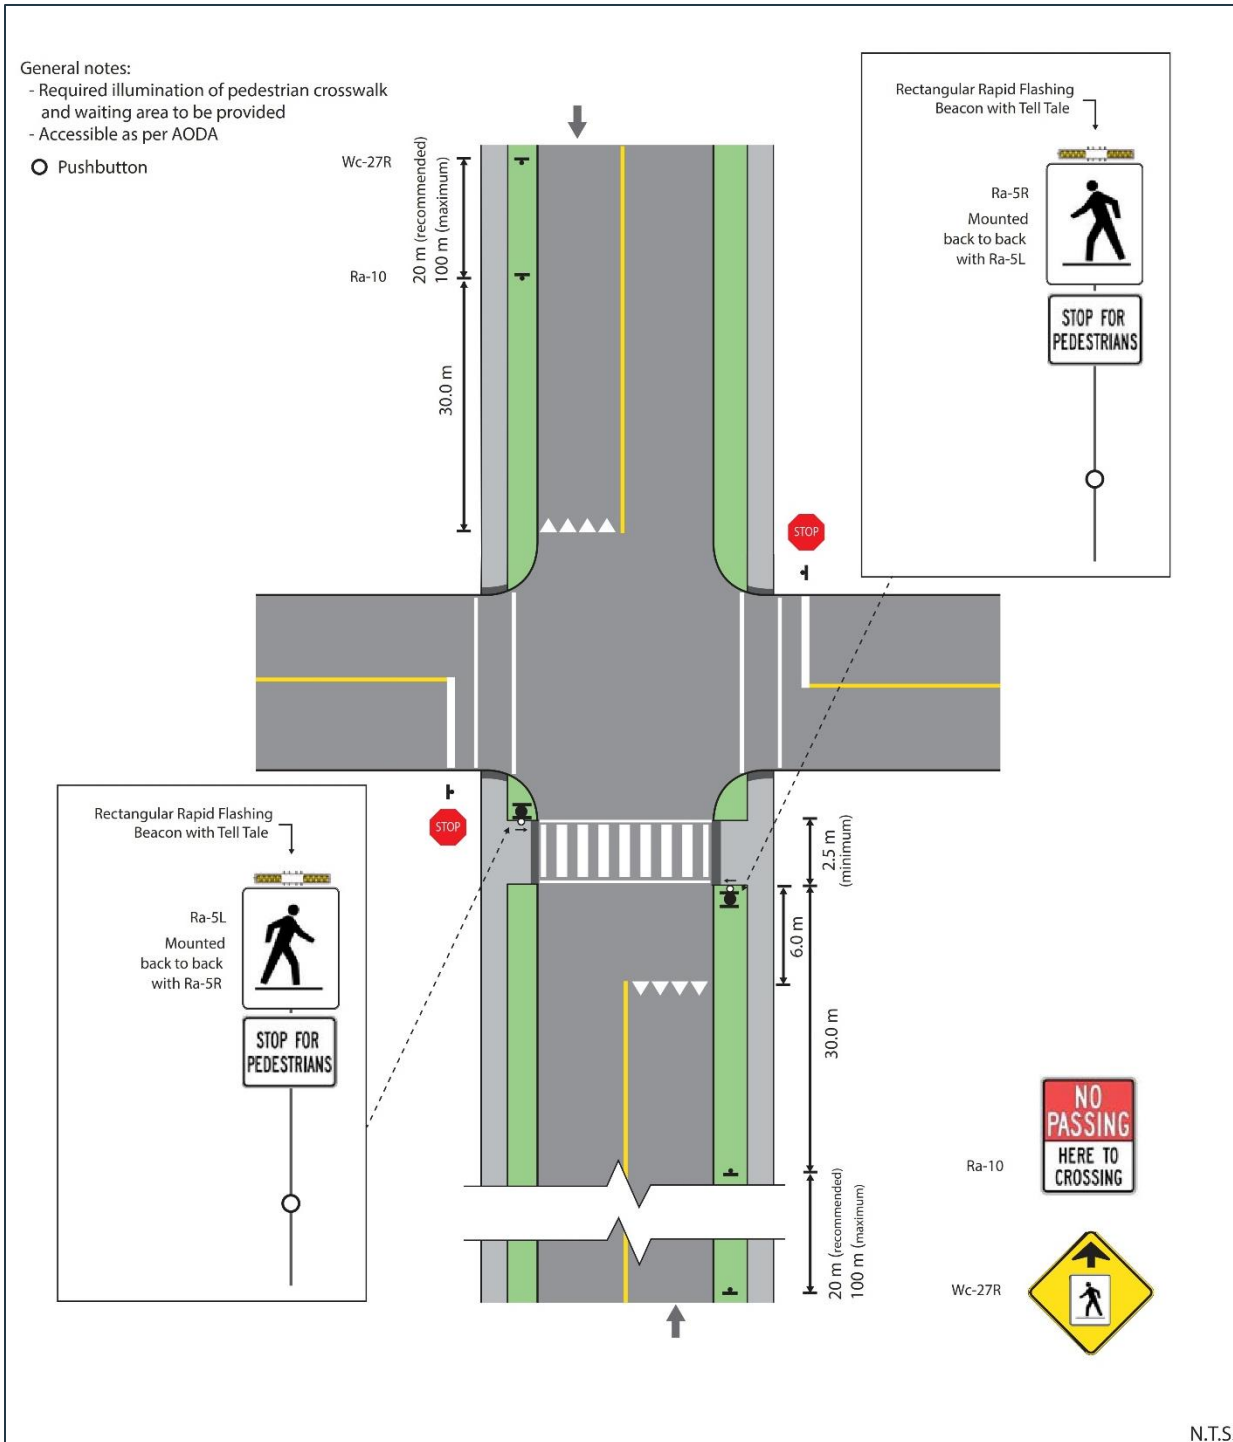 General notes:
- Required illumination of pedestrian crosswalk
and waiting area to be provided
- Accessible as per AODA
Pushbutton
Wc-27R
20 m (recommended)
100 m (maximum)
Ra-10
30.0 m
Rectangular Rapid Flashing
Beacon with Tell Tale
Ra-5R
Mounted
back to back
with Ra-5L
STOP FOR
PEDESTRIANS
STOP
STOP
Rectangular Rapid Flashing
Beacon with Tell Tale
Ra-5L
Mounted
back to back
with Ra-5R
STOP FOR
PEDESTRIANS
2.5 m
(minimum)
6.0 m
30.0 m
20 m (recommended)
100 m (maximum)
Ra-10
NO
PASSING
HERE TO
CROSSING
Wc-27R
N.T.S.